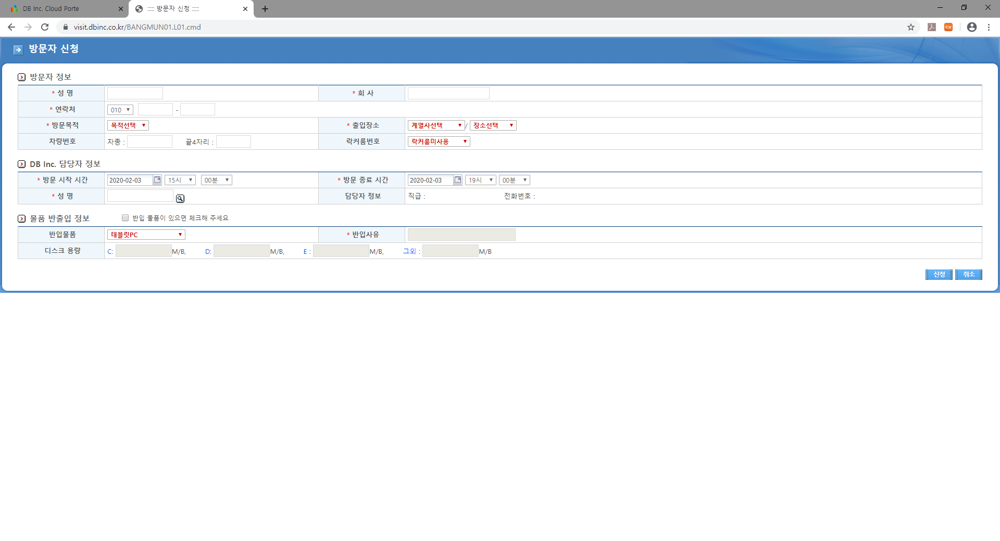 DB Inc. Cloud Porte
::::: 방문자 신청 :::::
visit.dbinc.co.kr/BANGMUN01.L01.cmd
방문자 신청
방문자 정보
* 성 명 * 회 사
* 연락처 010 -
* 방문목적 목적선택 * 출입장소 계열사선택 / 장소선택
차량번호 차종 : 끝4자리 : 락커룸번호 락커룸미사용
DB Inc. 담당자 정보
* 방문 시작 시간 2020-02-03 15시 00분 * 방문 종료 시간 2020-02-03 19시 00분
* 성 명 담당자 정보 직급 : 전화번호 :
물품 반출입 정보 반입 물품이 있으면 체크해 주세요
반입물품 태블릿PC * 반입사유
디스크 용량 C: M/B, D: M/B, E : M/B, 그외 : M/B
신청 취소